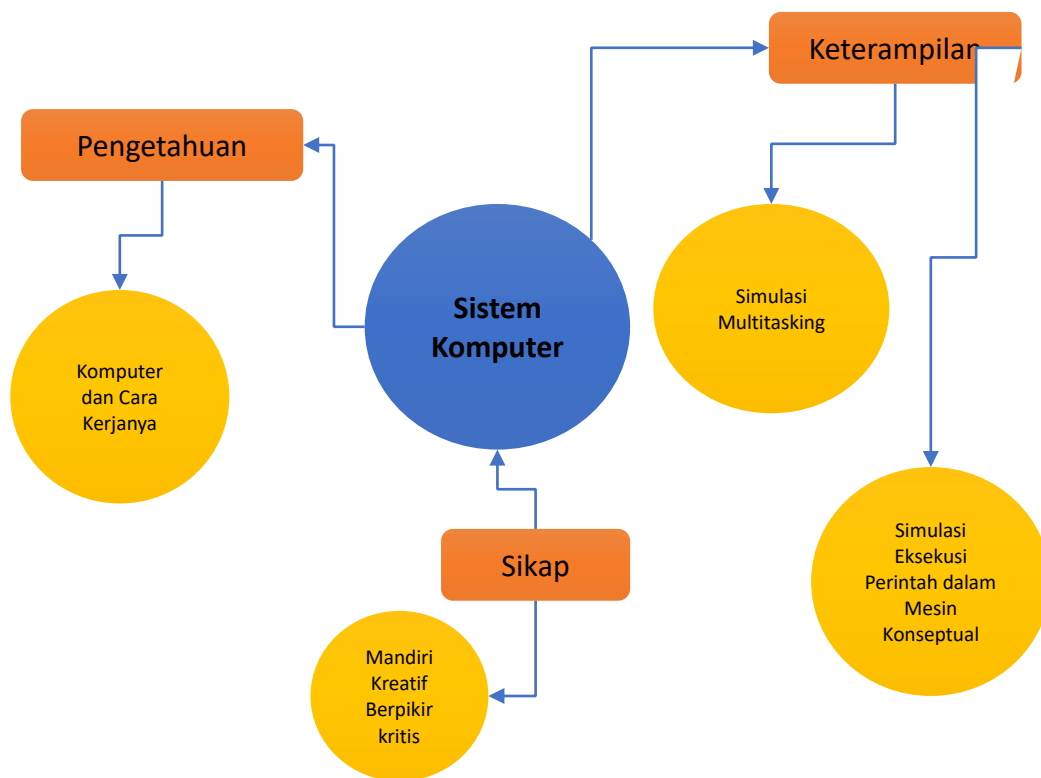 Keterampilan
Pengetahuan
Sistem
Komputer
Simulasi
Multitasking
Komputer
dan Cara
Kerjanya
Sikap
Simulasi
Eksekusi
Perintah dalam
Mesin
Konseptual
Mandiri
Kreatif
Berpikir
kritis